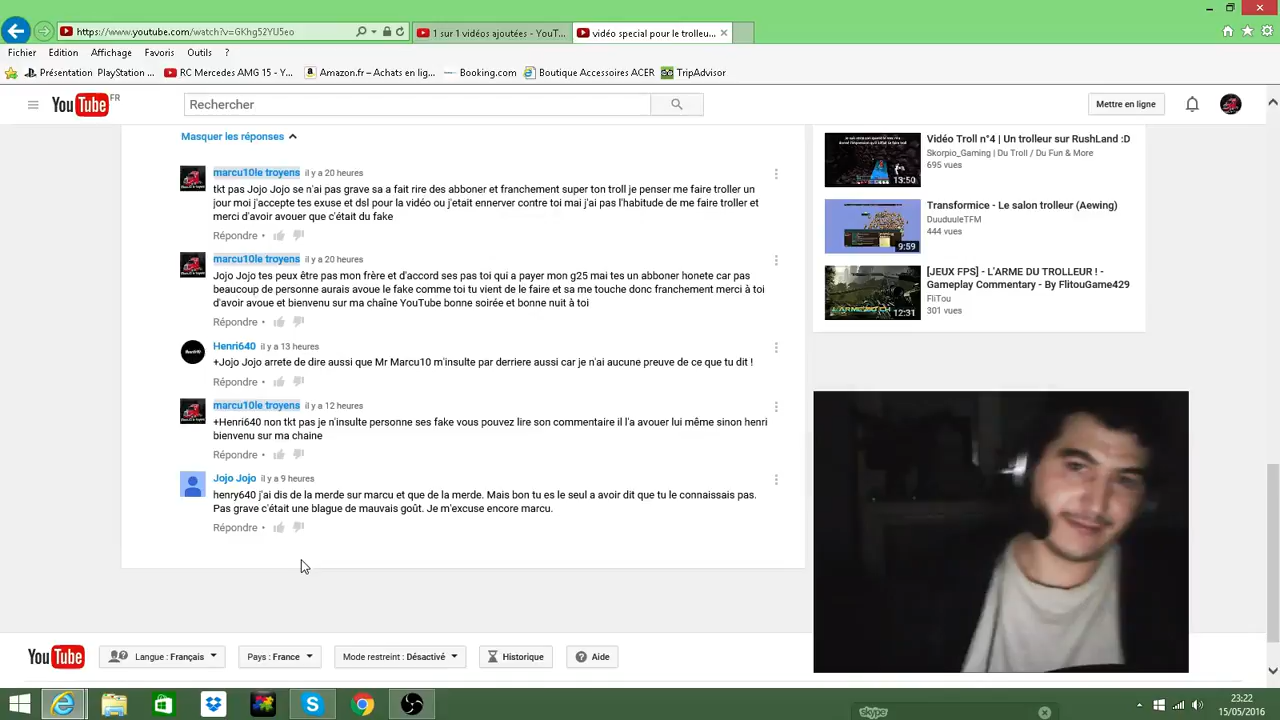 https://www.youtube.com/watch?v=GKhg52YU5eo
1 sur 1 vidéos ajoutées - YouT...
vidéo special pour le trolleu...
Fichier Edition Affichage Favoris Outils ?
Présentation PlayStation ...
RC Mercedes AMG 15 - Y...
Amazon.fr – Achats en lig...
Booking.com
Boutique Accessoires ACER
TripAdvisor
YouTube FR
Rechercher
Mettre en ligne
Masquer les réponses
marcu10le troyens il y a 20 heures
tkt pas Jojo Jojo se n'ai pas grave sa a fait rire des abboner et franchement super ton troll je penser me faire troller un
jour moi j'accepte tes exuse et dsl pour la vidéo ou j'etait ennerver contre toi mai j'ai pas l'habitude de me faire troller et
merci d'avoir avouer que c'était du fake
Répondre
marcu10le troyens il y a 20 heures
Jojo Jojo tes peux être pas mon frère et d'accord ses pas toi qui a payer mon g25 mai tes un abboner honete car pas
beaucoup de personne aurais avoue le fake comme toi tu vient de le faire et sa me touche donc franchement merci à toi
d'avoir avoue et bienvenu sur ma chaîne YouTube bonne soirée et bonne nuit à toi
Répondre
Henri640 il y a 13 heures
+Jojo Jojo arrete de dire aussi que Mr Marcu10 m'insulte par derriere aussi car je n'ai aucune preuve de ce que tu dit !
Répondre
marcu10le troyens il y a 12 heures
+Henri640 non tkt pas je n'insulte personne ses fake vous pouvez lire son commentaire il l'a avouer lui même sinon henri
bienvenu sur ma chaine
Répondre
Jojo Jojo il y a 9 heures
henry640 j'ai dis de la merde sur marcu et que de la merde. Mais bon tu es le seul a avoir dit que tu le connaissais pas.
Pas grave c'était une blague de mauvais goût. Je m'excuse encore marcu.
Répondre
Vidéo Troll n°4 | Un trolleur sur RushLand :D
Skorpio_Gaming | Du Troll / Du Fun & More
695 vues
13:50
Transformice - Le salon trolleur (Aewing)
DuuduuleTFM
444 vues
9:59
[JEUX FPS] - L'ARME DU TROLLEUR ! -
Gameplay Commentary - By FlitouGame429
FliTou
301 vues
12:31
YouTube
Langue : Français
Pays : France
Mode restreint : Désactivé
Historique
Aide
skype
23:22
15/05/2016